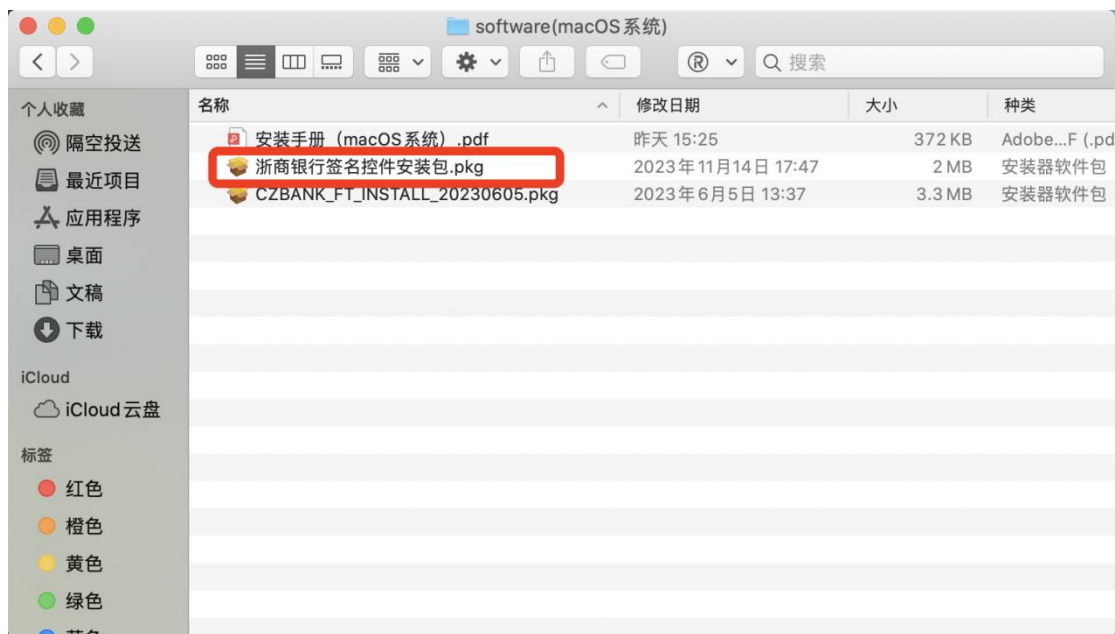 software(macOS系统)
搜索
个人收藏
隔空投送
最近项目
应用程序
桌面
文稿
下载
iCloud
iCloud云盘
标签
红色
橙色
黄色
绿色
名称 修改日期 大小 种类
安装手册（macOS系统）.pdf 昨天 15:25 372 KB Adobe...F (.pd
浙商银行签名控件安装包.pkg 2023年11月14日 17:47 2 MB 安装器软件包
CZBANK_FT_INSTALL_20230605.pkg 2023年6月5日 13:37 3.3 MB 安装器软件包